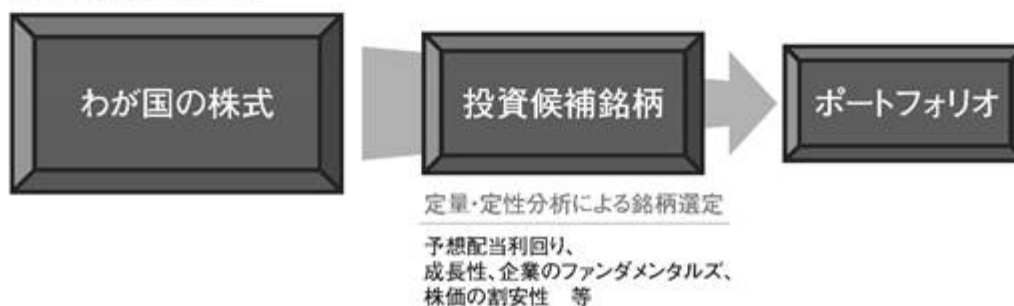 わが国の株式
投資候補銘柄
ポートフォリオ
定量・定性分析による銘柄選定
予想配当利回り、
成長性、企業のファンダメンタルズ、
株価の割安性　等